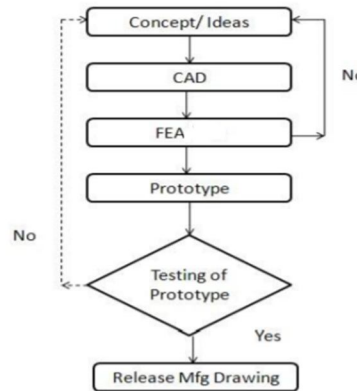 Concept/ Ideas
CAD
No
FEA
Prototype
No
Testing of
Prototype
Yes
Release Mfg Drawing